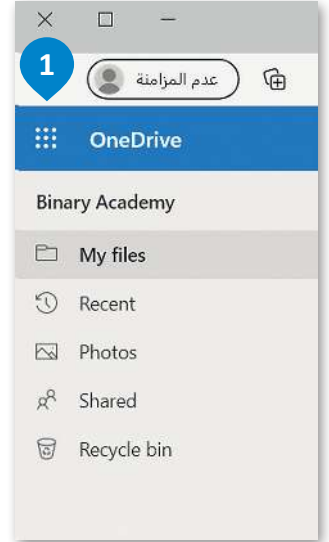 1
عدم المزامنة
OneDrive
Binary Academy
My files
Recent
Photos
Shared
Recycle bin